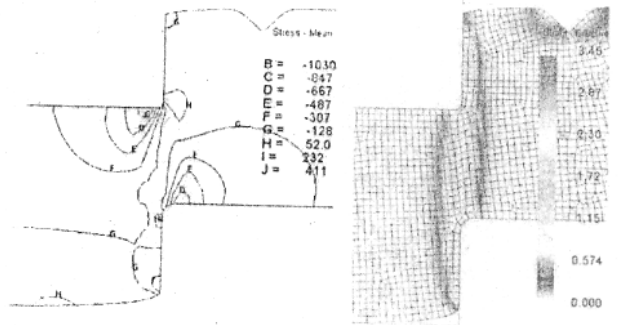 Stress - Mean
B = -1030
C = -847
D = -667
E = -487
F = -307
G = -128
H = 52.0
I = 232
J = 411
G
H
G
D
E
F
I
D
G
G
F
H
3.45
2.87
2.30
1.72
1.15
0.574
0.000